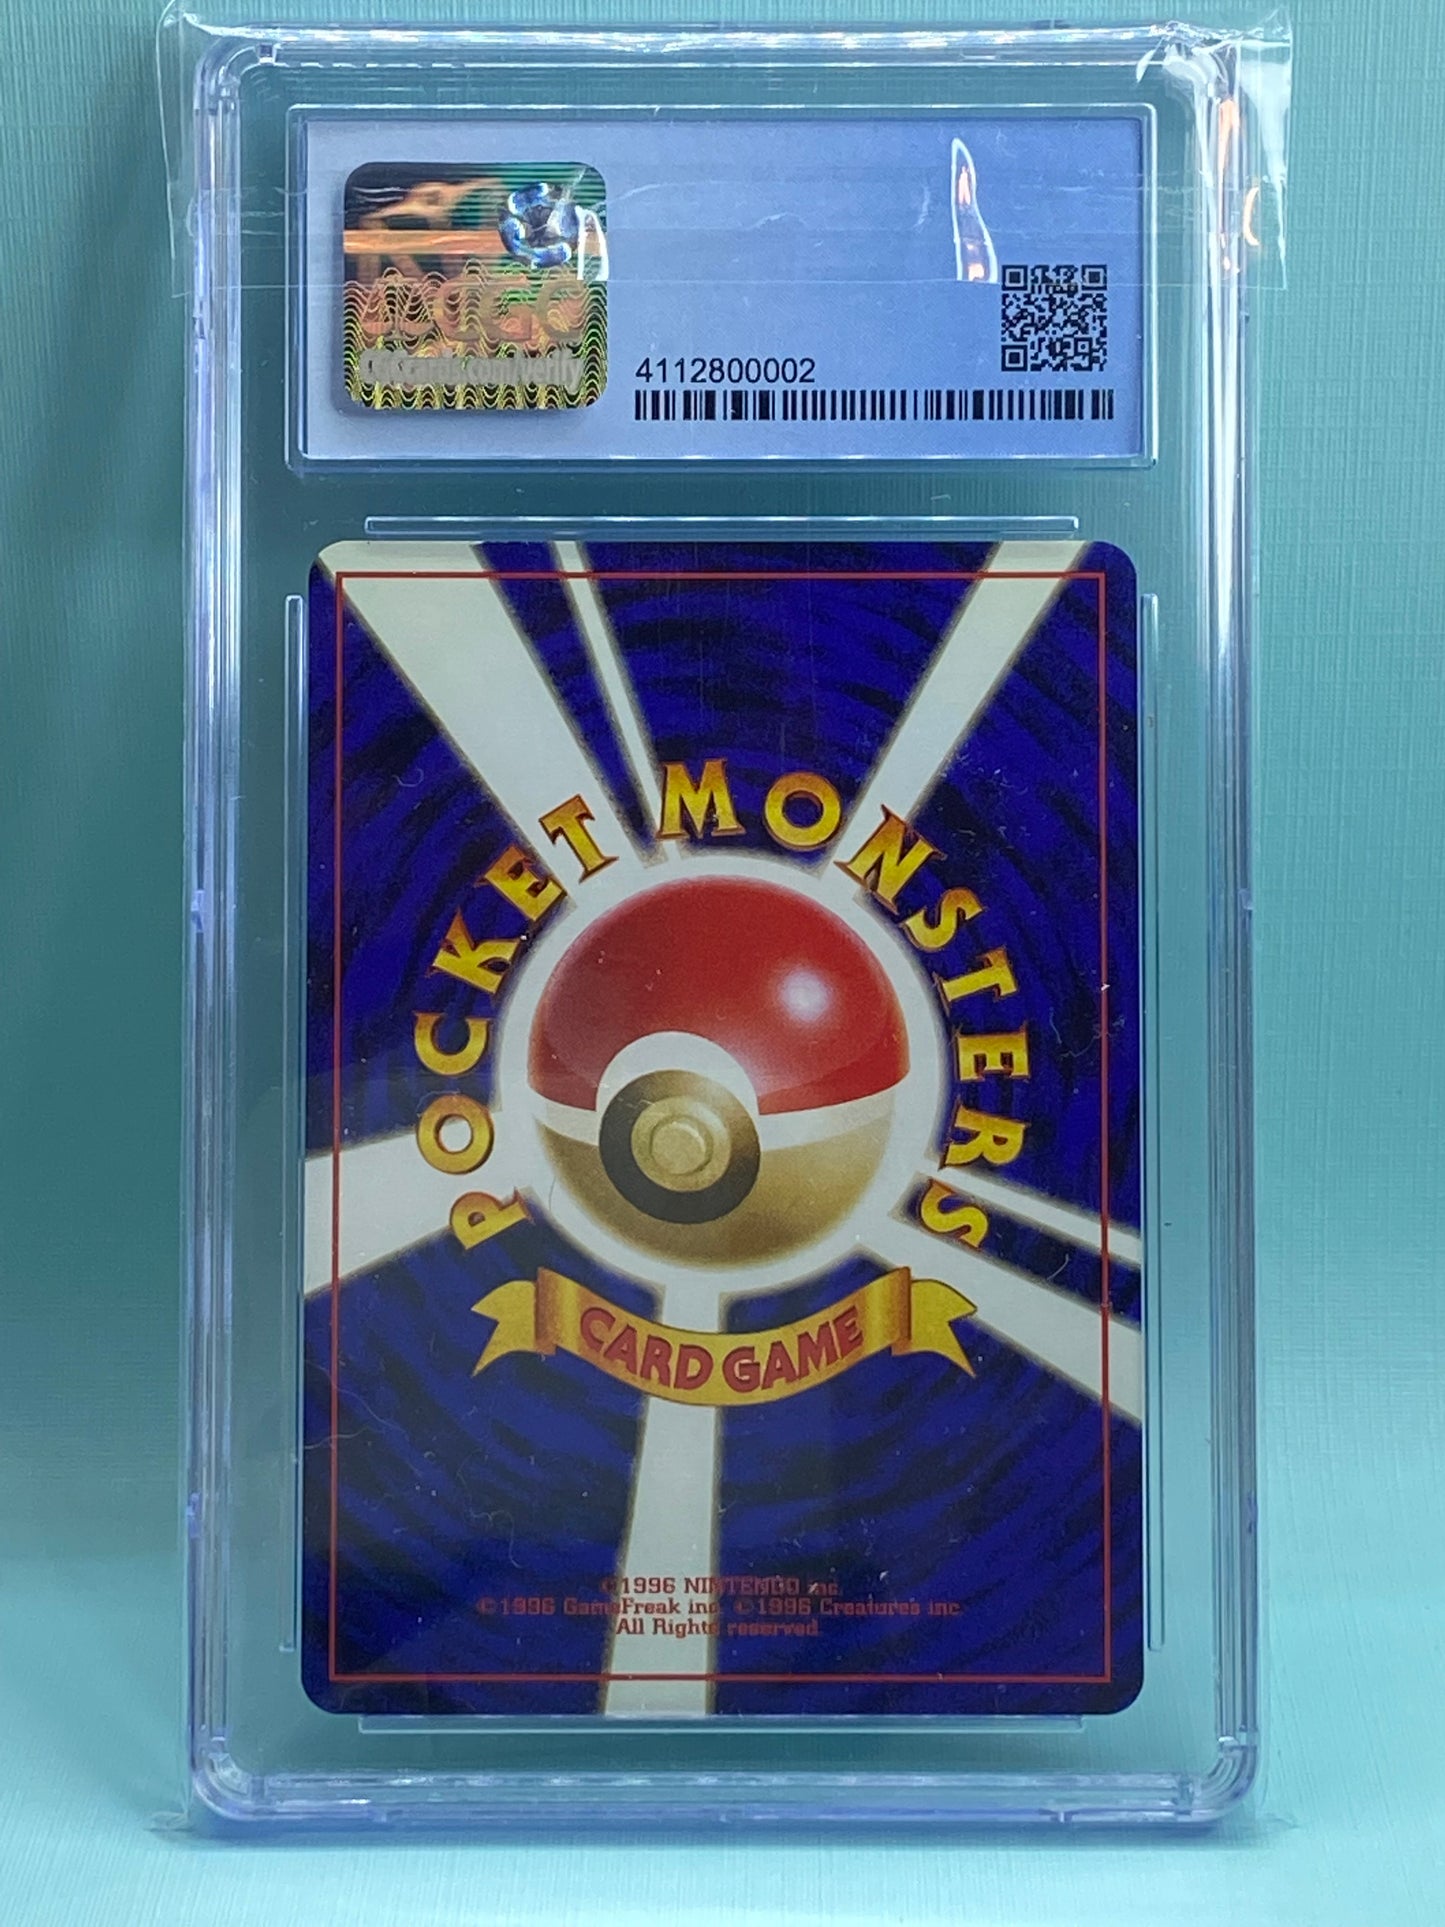 CGC
CGCcards.com/verify
4112800002
POCKET MONSTERS
CARD GAME
©1996 NINTENDO inc.
©1996 GameFreak inc. ©1996 Creatures inc.
All Rights reserved.